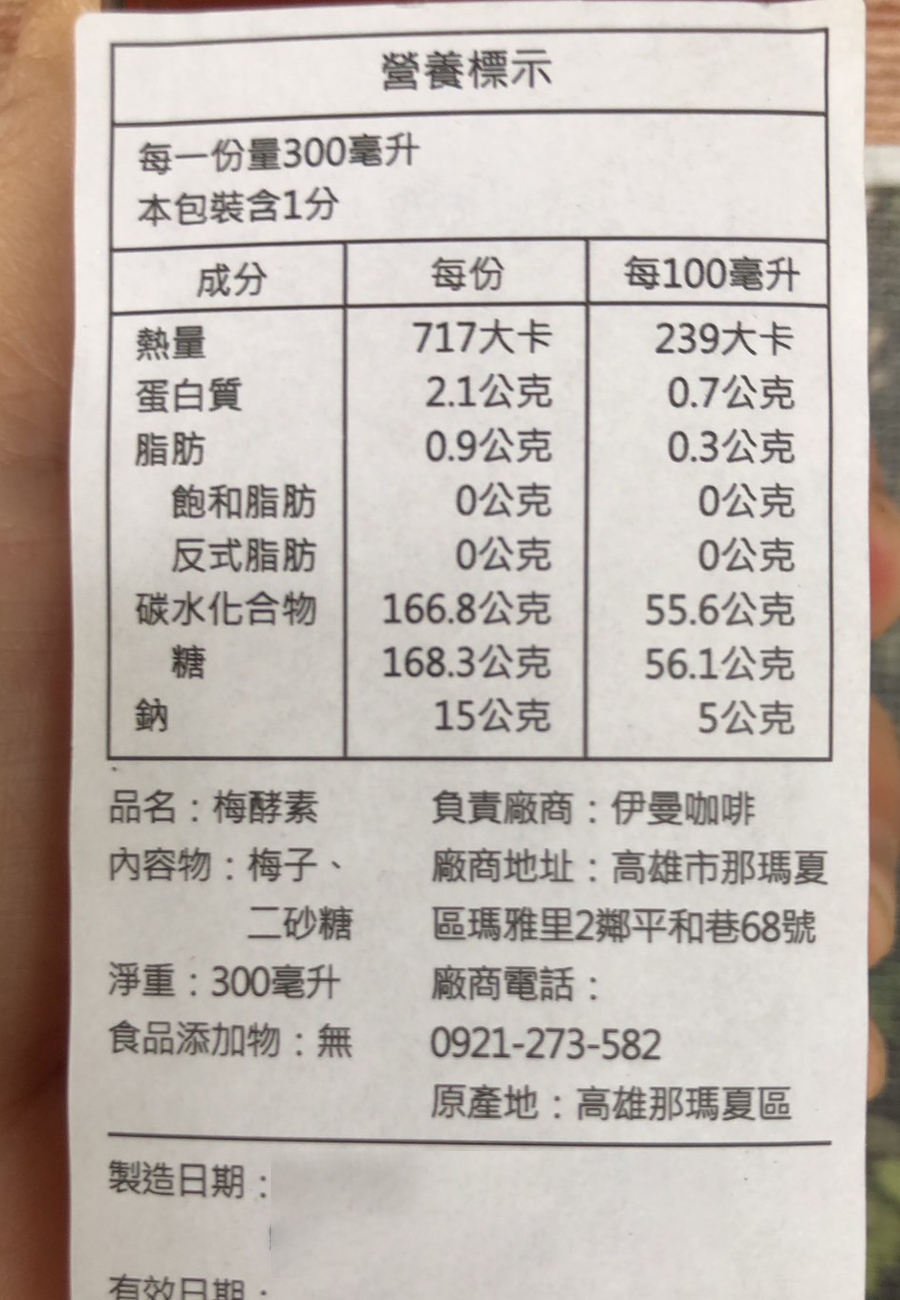 營養標示
每一份量300毫升
本包裝含1分
成分 每份 每100毫升
熱量 717大卡 239大卡
蛋白質 2.1公克 0.7公克
脂肪 0.9公克 0.3公克
飽和脂肪 0公克 0公克
反式脂肪 0公克 0公克
碳水化合物 166.8公克 55.6公克
糖 168.3公克 56.1公克
鈉 15公克 5公克
品名：梅酵素
內容物：梅子、
二砂糖
淨重：300毫升
食品添加物：無
負責廠商：伊曼咖啡
廠商地址：高雄市那瑪夏
區瑪雅里2鄰平和巷68號
廠商電話：
0921-273-582
原產地：高雄那瑪夏區
製造日期：
有效日期：